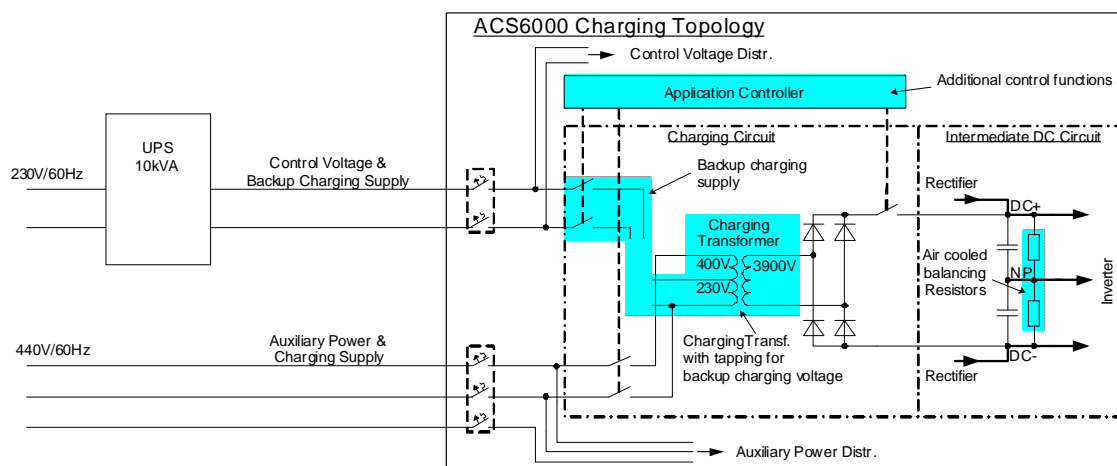 ACS6000 Charging Topology
Control Voltage Distr.
Additional control functions
Application Controller
UPS
10kVA
Charging Circuit
Intermediate DC Circuit
230V/60Hz
Control Voltage &
Backup Charging Supply
Backup charging
supply
Rectifier
DC+
Charging
Transformer
400V
3900V
230V
Air cooled
balancing
Resistors
NP
Inverter
440V/60Hz
Auxiliary Power &
Charging Supply
ChargingTransf.
with tapping for
backup charging voltage
DC-
Rectifier
Auxiliary Power Distr.